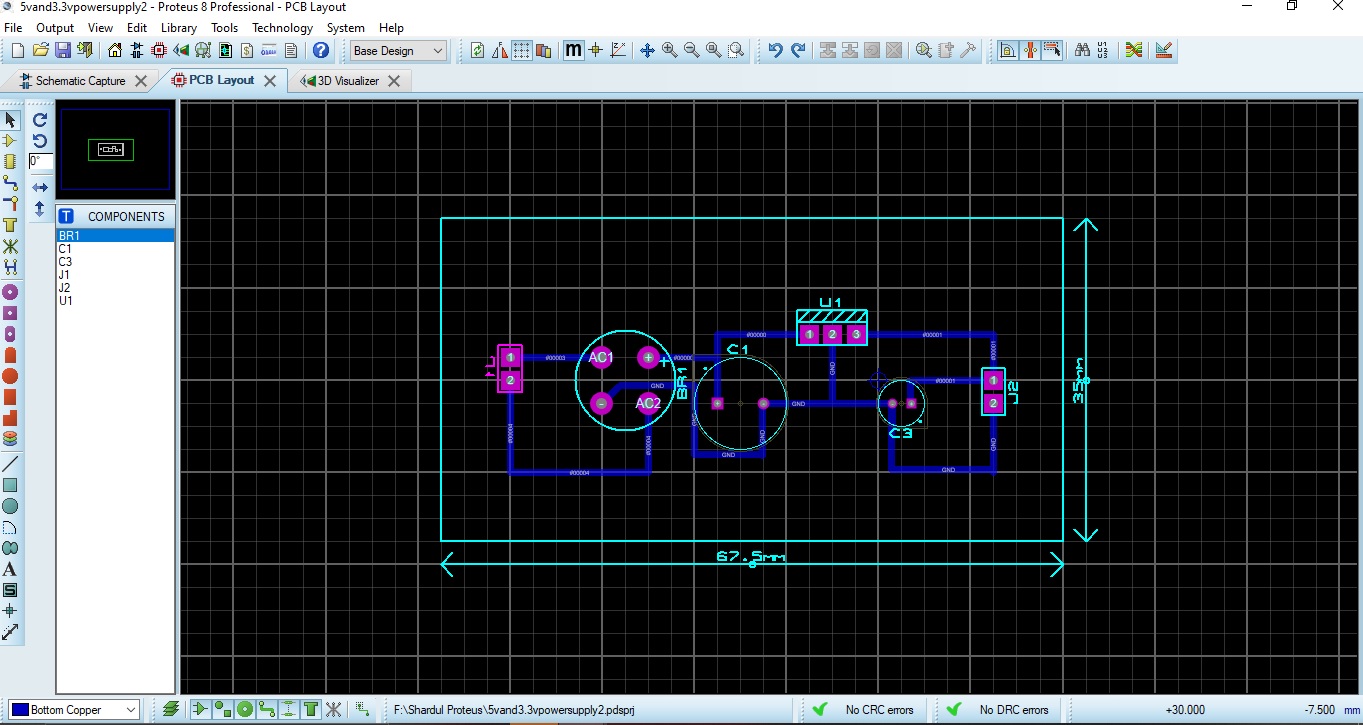 5vand3.3vpowersupply2 - Proteus 8 Professional - PCB Layout
File Output View Edit Library Tools Technology System Help
Base Design
Schematic Capture PCB Layout 3D Visualizer
0°
T COMPONENTS
BR1
C1
C3
J1
J2
U1
U1
1 2 3
#00000 #00001
C1
J1 1 2
#00003
AC1 +
#00000
BR1
GND
- AC2
GND
GND
#00001
#00001
1 2 J2
C3
35mm
#00004
#00004
#00004
GND
GND
GND
GND
GND
67.5mm
Bottom Copper
F:\Shardul Proteus\5vand3.3vpowersupply2.pdsprj
No CRC errors
No DRC errors
+30.000 -7.500 mm